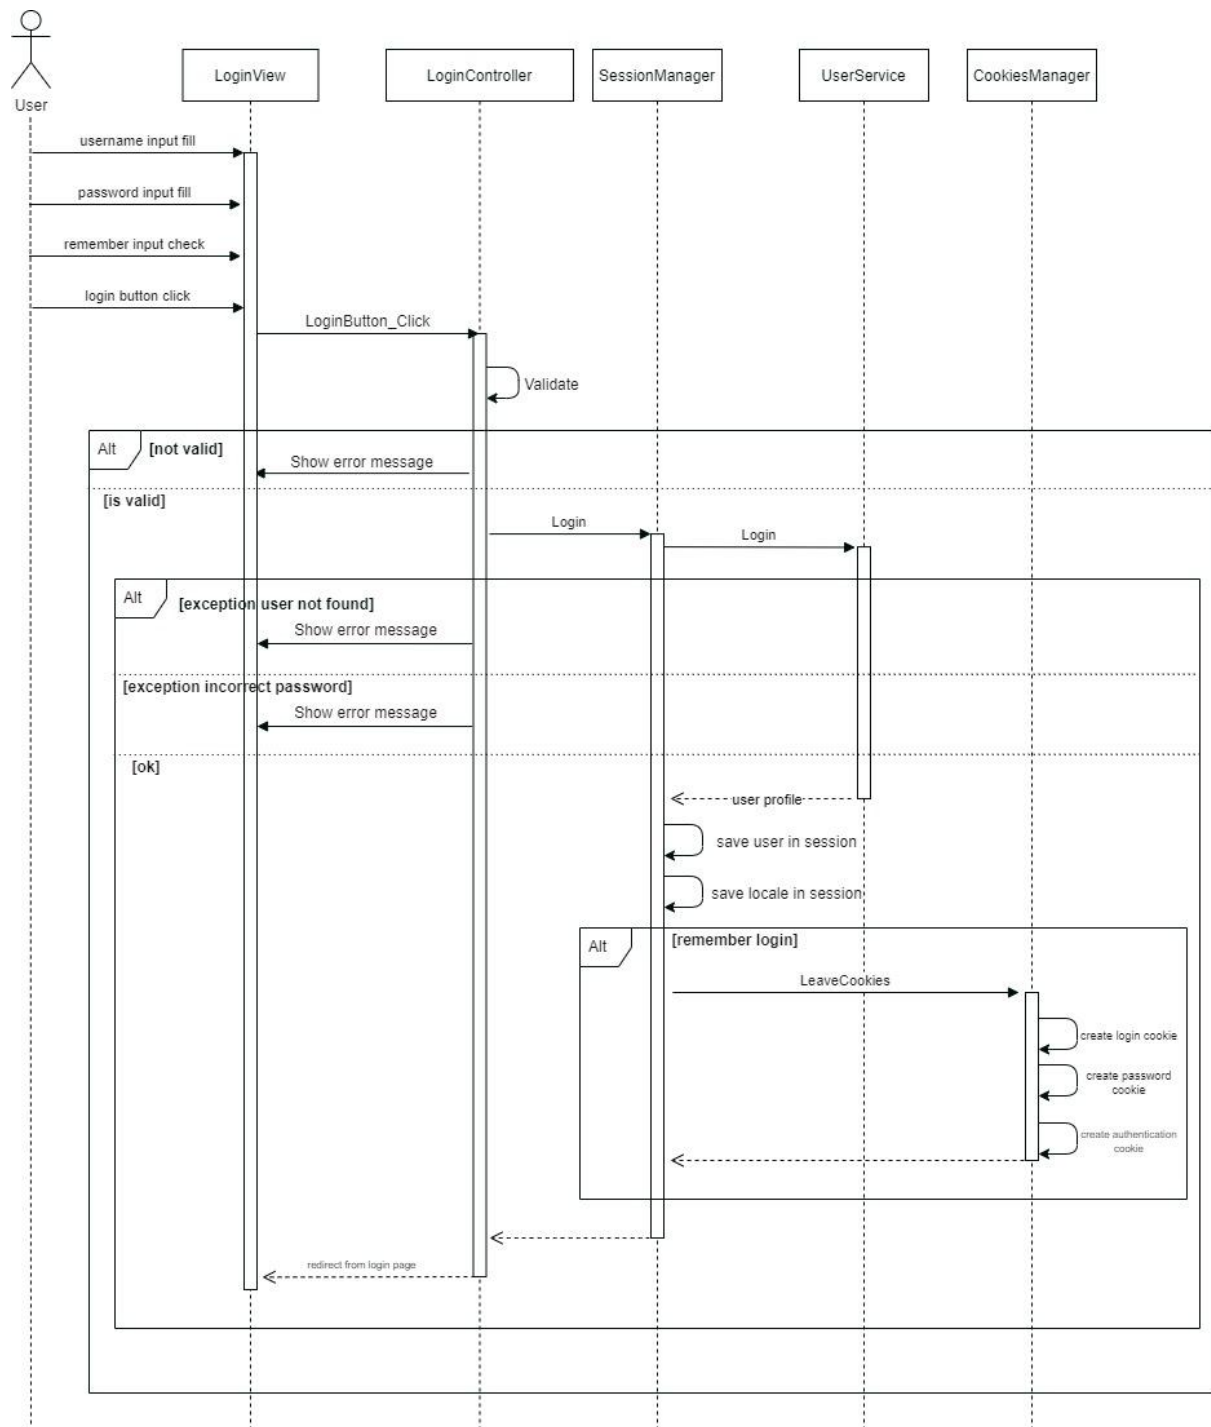 User
LoginView
LoginController
SessionManager
UserService
CookiesManager
username input fill
password input fill
remember input check
login button click
LoginButton_Click
Validate
Alt
[not valid]
Show error message
[is valid]
Login
Login
Alt
[exception user not found]
Show error message
[exception incorrect password]
Show error message
[ok]
user profile
save user in session
save locale in session
Alt
[remember login]
LeaveCookies
create login cookie
create password
cookie
create authentication
cookie
redirect from login page